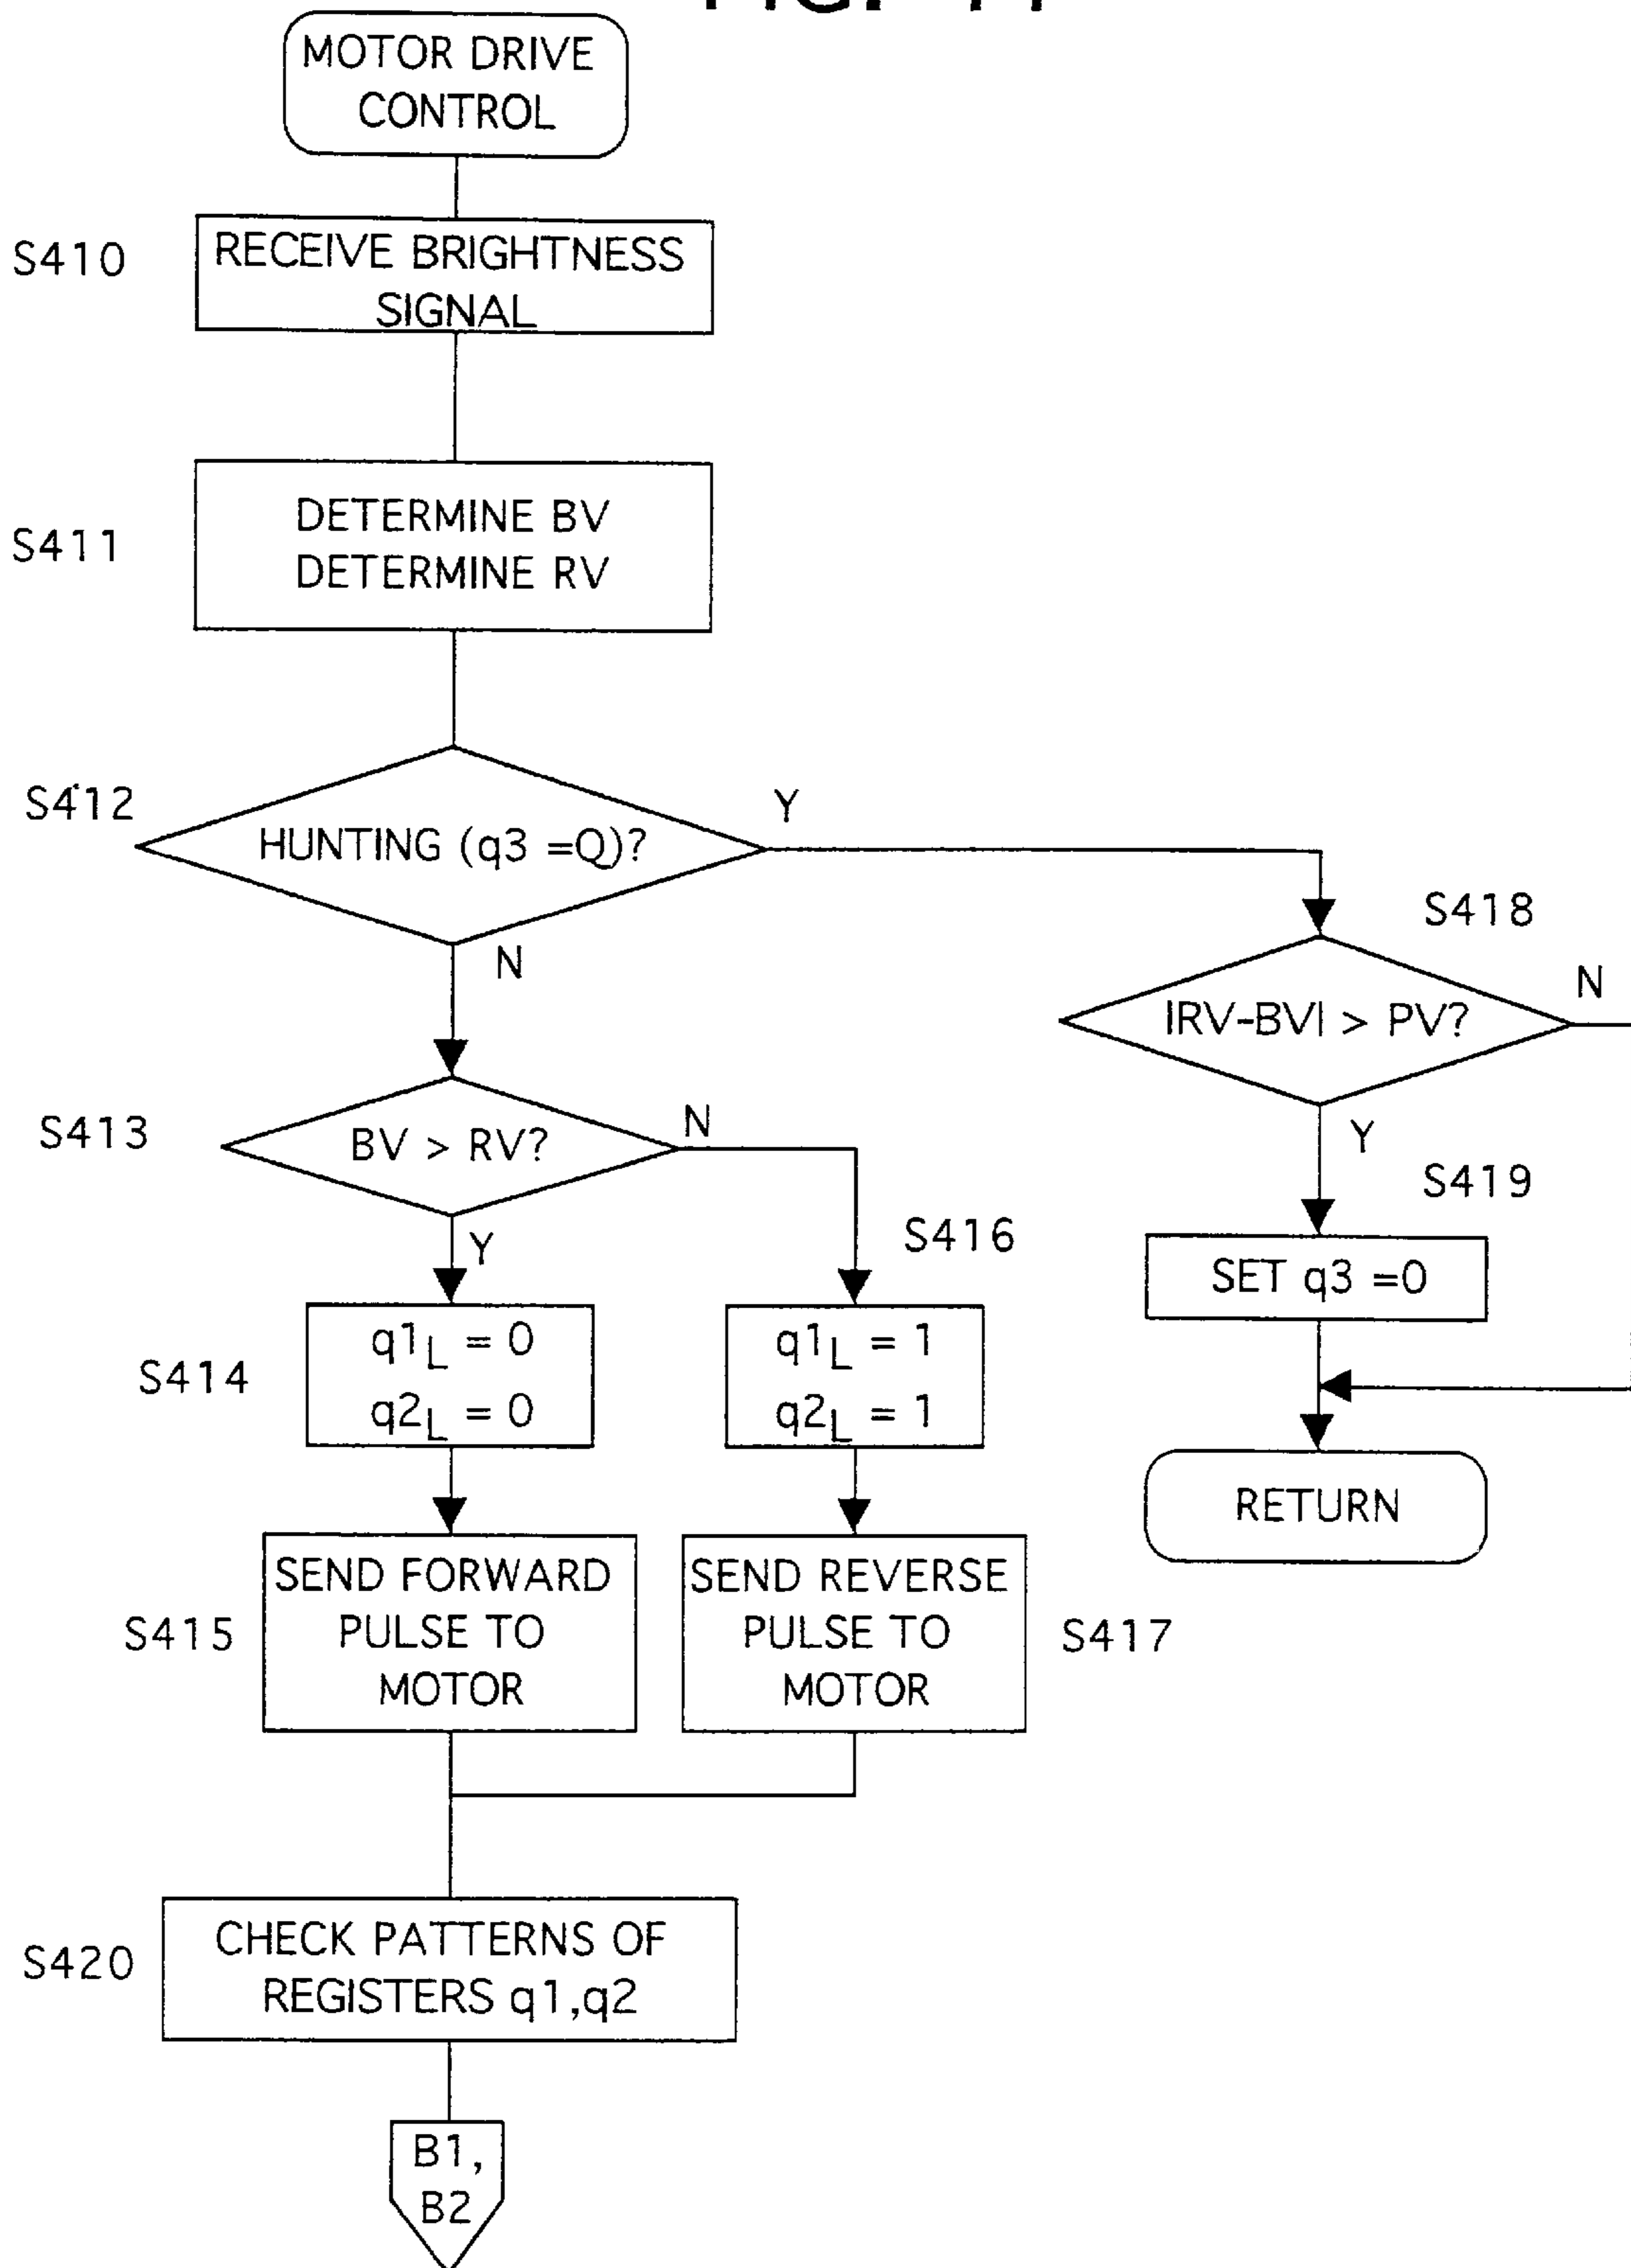 MOTOR DRIVE
CONTROL
S410
RECEIVE BRIGHTNESS
SIGNAL
S411
DETERMINE BV
DETERMINE RV
S412
HUNTING (q3 =Q)?
Y
N
S418
|RV-BV| > PV?
N
Y
S413
BV > RV?
N
Y
S419
SET q3 =0
S416
S414
q1L = 0
q2L = 0
q1L = 1
q2L = 1
RETURN
S415
SEND FORWARD
PULSE TO
MOTOR
SEND REVERSE
PULSE TO
MOTOR
S417
S420
CHECK PATTERNS OF
REGISTERS q1,q2
B1,
B2